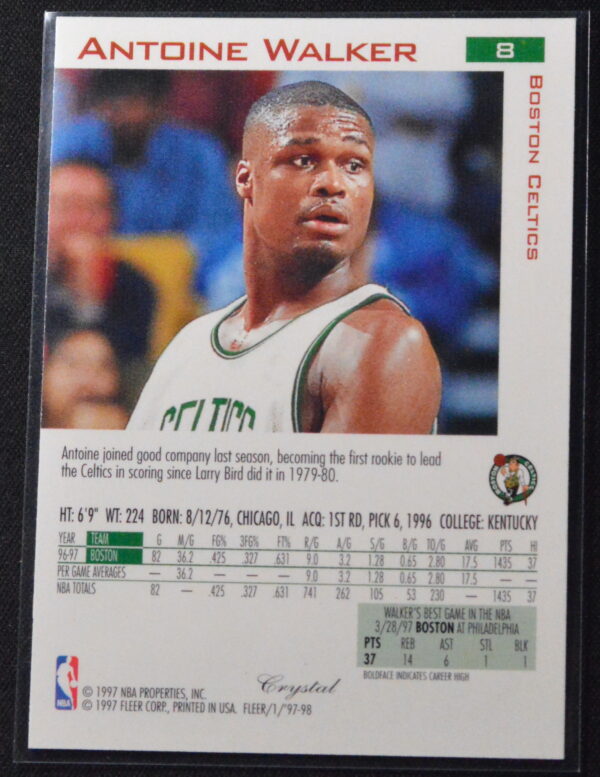 ANTOINE WALKER
8
BOSTON CELTICS
CELTICS
Antoine joined good company last season, becoming the first rookie to lead
the Celtics in scoring since Larry Bird did it in 1979-80.
HT: 6'9" WT: 224 BORN: 8/12/76, CHICAGO, IL ACQ: 1ST RD, PICK 6, 1996 COLLEGE: KENTUCKY
YEAR TEAM G M/G FG% 3FG% FT% R/G A/G S/G B/G TO/G AVG PTS HI
96-97 BOSTON 82 36.2 .425 .327 .631 9.0 3.2 1.28 0.65 2.80 17.5 1435 37
PER GAME AVERAGES — 36.2 — — — 9.0 3.2 1.28 0.65 2.80 17.5 — —
NBA TOTALS 82 — .425 .327 .631 741 262 105 53 230 — 1435 37
WALKER'S BEST GAME IN THE NBA
3/28/97 BOSTON AT PHILADELPHIA
PTS REB AST STL BLK
37 14 6 1 1
BOLDFACE INDICATES CAREER HIGH
Crystal
NBA
© 1997 NBA PROPERTIES, INC.
© 1997 FLEER CORP., PRINTED IN USA. FLEER/1/'97-98